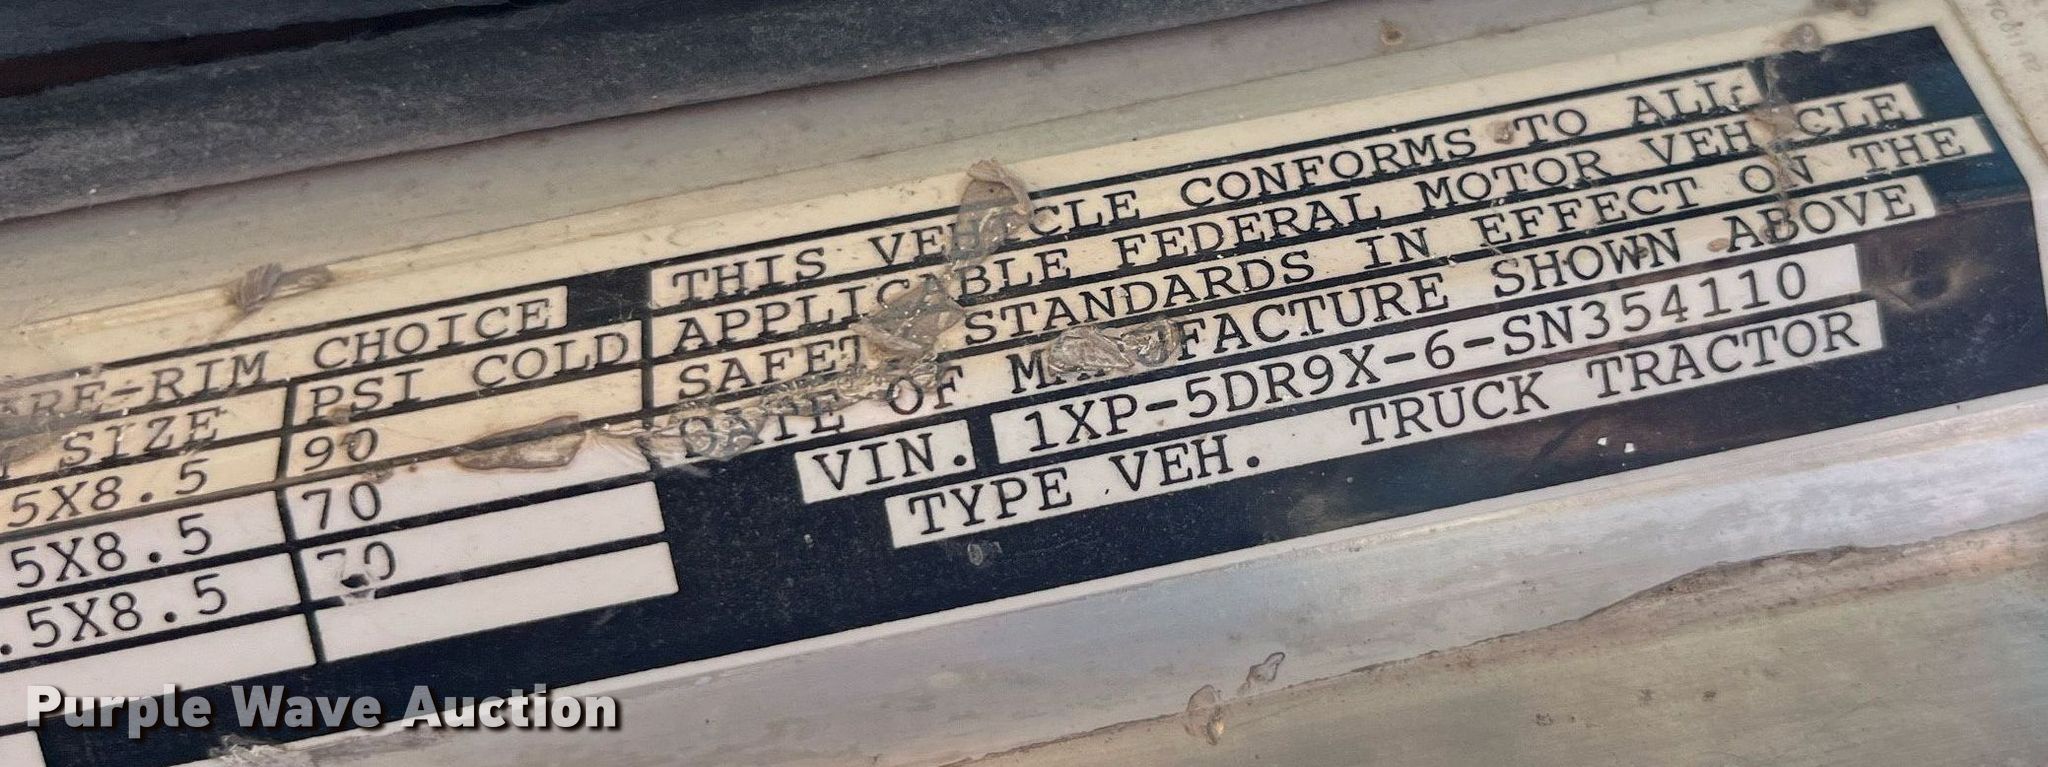 THIS VEHICLE CONFORMS TO ALL
APPLICABLE FEDERAL MOTOR VEHICLE
SAFETY STANDARDS IN EFFECT ON THE
DATE OF MANUFACTURE SHOWN ABOVE
VIN. 1XP-5DR9X-6-SN354110
TYPE VEH. TRUCK TRACTOR
RE-RIM CHOICE
SIZE PSI COLD
5X8.5 90
5X8.5 70
.5X8.5 70
Purple Wave Auction